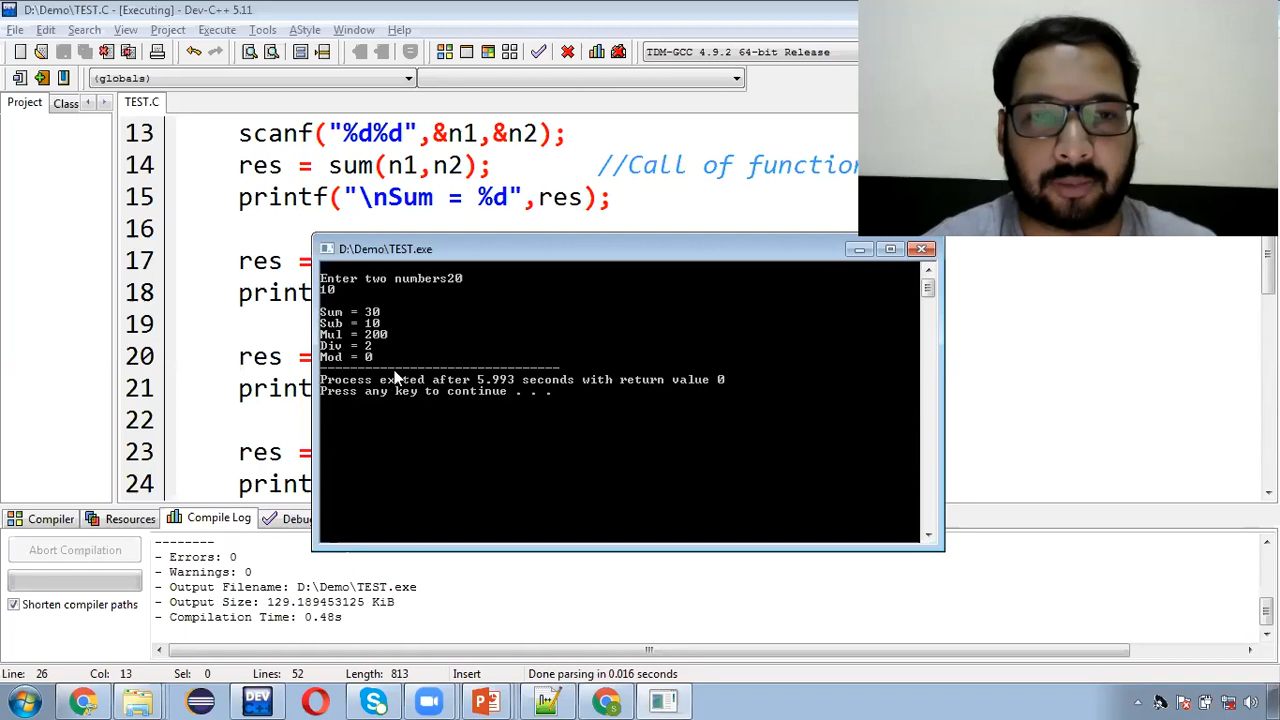 D:\Demo\TEST.C - [Executing] - Dev-C++ 5.11
File Edit Search View Project Execute Tools AStyle Window Help
TDM-GCC 4.9.2 64-bit Release
(globals)
Project Class TEST.C
13 scanf("%d%d",&n1,&n2);
14 res = sum(n1,n2); //Call of function
15 printf("\nSum = %d",res);
16
17 res =
18 print
19
20 res =
21 print
22
23 res =
24 print
D:\Demo\TEST.exe
Enter two numbers20
10
Sum = 30
Sub = 10
Mul = 200
Div = 2
Mod = 0
--------------------------------
Process exited after 5.993 seconds with return value 0
Press any key to continue . . .
Compiler Resources Compile Log Debu
Abort Compilation
Shorten compiler paths
--------
- Errors: 0
- Warnings: 0
- Output Filename: D:\Demo\TEST.exe
- Output Size: 129.189453125 KiB
- Compilation Time: 0.48s
Line: 26 Col: 13 Sel: 0 Lines: 52 Length: 813 Insert Done parsing in 0.016 seconds
DEV